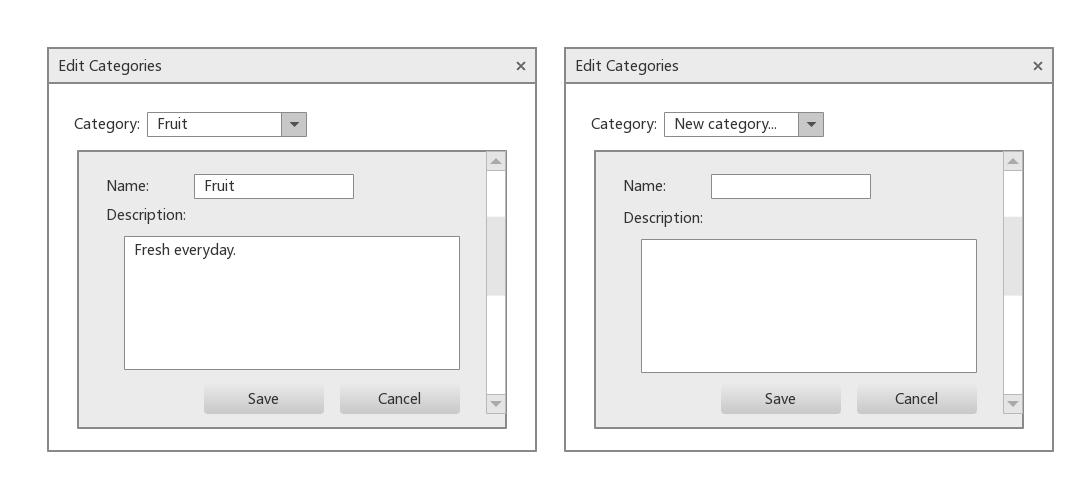 Edit Categories ×
Category: Fruit
Name: Fruit
Description:
Fresh everyday.
Save Cancel
Edit Categories ×
Category: New category...
Name:
Description:
Save Cancel